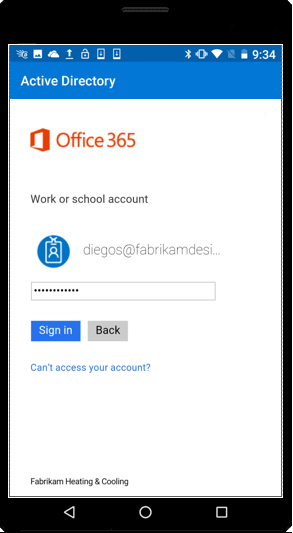 9:34
Active Directory
Office 365
Work or school account
diegos@fabrikamdesi...
••••••••••••
Sign in Back
Can't access your account?
Fabrikam Heating & Cooling